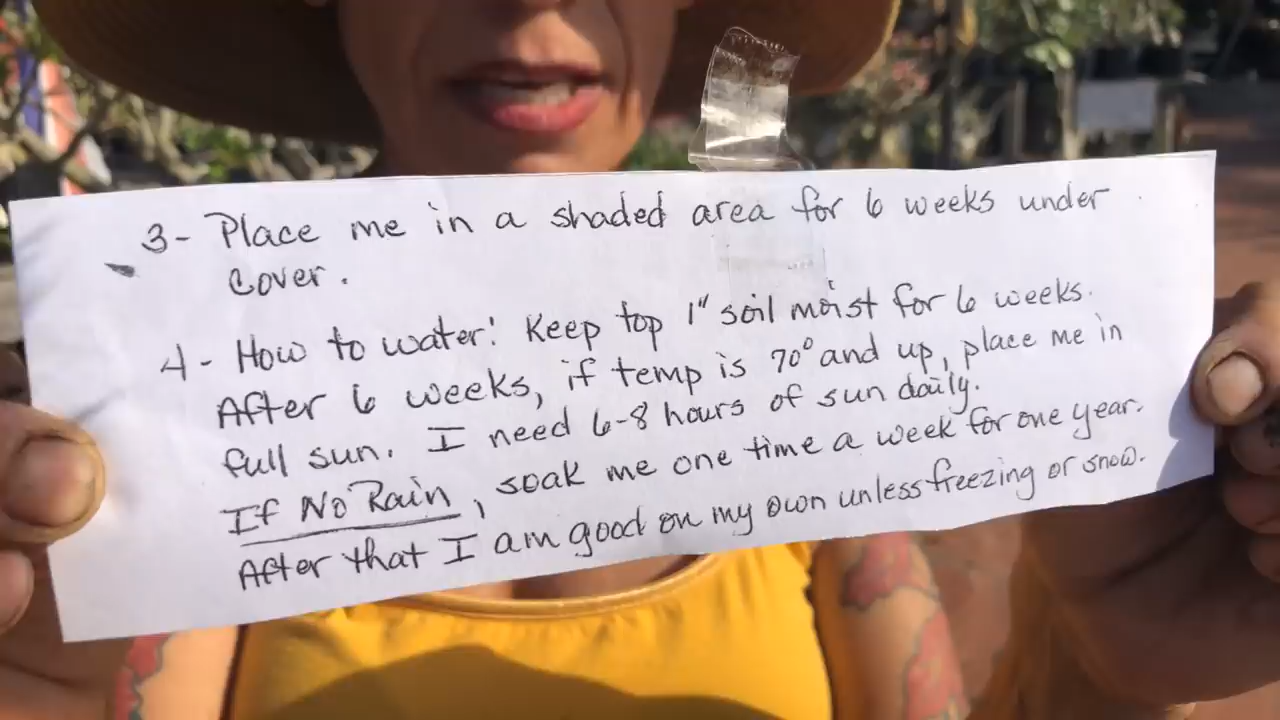 3- Place me in a shaded area for 6 weeks under
cover.
4- How to water: Keep top 1" soil moist for 6 weeks.
After 6 weeks, if temp is 70° and up, place me in
full sun. I need 6-8 hours of sun daily.
If No Rain, soak me one time a week for one year.
After that I am good on my own unless freezing or snow.